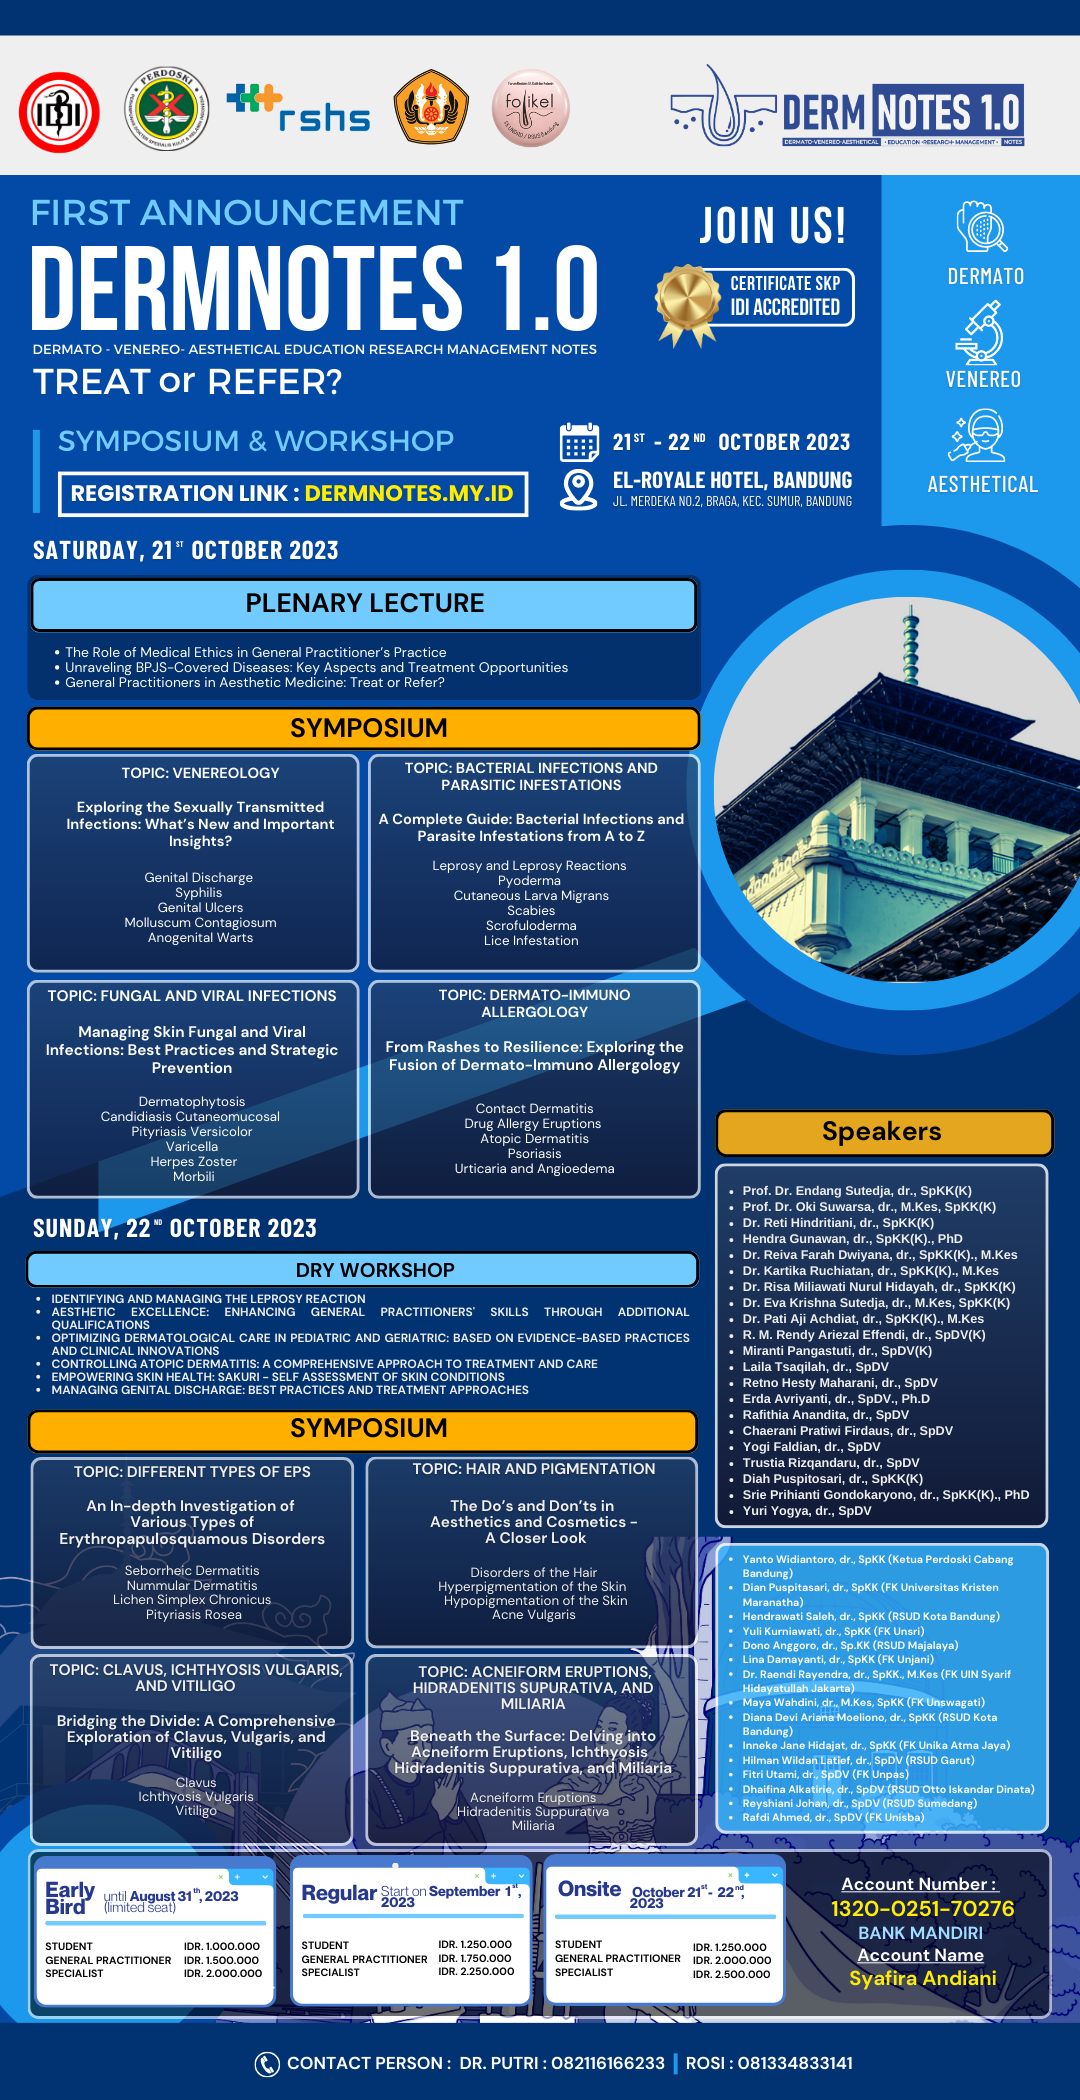 IDI
PERDOSKI
rshs
folikel
DERM NOTES 1.0
DERMATO-VENEREO-AESTHETICAL · EDUCATION · RESEARCH · MANAGEMENT · NOTES
FIRST ANNOUNCEMENT
DERMNOTES 1.0
DERMATO - VENEREO- AESTHETICAL EDUCATION RESEARCH MANAGEMENT NOTES
TREAT or REFER?
JOIN US!
CERTIFICATE SKP
IDI ACCREDITED
DERMATO
VENEREO
AESTHETICAL
SYMPOSIUM & WORKSHOP
REGISTRATION LINK : DERMNOTES.MY.ID
21ST - 22ND OCTOBER 2023
EL-ROYALE HOTEL, BANDUNG
JL. MERDEKA NO.2, BRAGA, KEC. SUMUR, BANDUNG
SATURDAY, 21ST OCTOBER 2023
PLENARY LECTURE
• The Role of Medical Ethics in General Practitioner's Practice
• Unraveling BPJS-Covered Diseases: Key Aspects and Treatment Opportunities
• General Practitioners in Aesthetic Medicine: Treat or Refer?
SYMPOSIUM
TOPIC: VENEREOLOGY
Exploring the Sexually Transmitted
Infections: What's New and Important
Insights?
Genital Discharge
Syphilis
Genital Ulcers
Molluscum Contagiosum
Anogenital Warts
TOPIC: BACTERIAL INFECTIONS AND
PARASITIC INFESTATIONS
A Complete Guide: Bacterial Infections and
Parasite Infestations from A to Z
Leprosy and Leprosy Reactions
Pyoderma
Cutaneous Larva Migrans
Scabies
Scrofuloderma
Lice Infestation
TOPIC: FUNGAL AND VIRAL INFECTIONS
Managing Skin Fungal and Viral
Infections: Best Practices and Strategic
Prevention
Dermatophytosis
Candidiasis Cutaneomucosal
Pityriasis Versicolor
Varicella
Herpes Zoster
Morbili
TOPIC: DERMATO-IMMUNO
ALLERGOLOGY
From Rashes to Resilience: Exploring the
Fusion of Dermato-Immuno Allergology
Contact Dermatitis
Drug Allergy Eruptions
Atopic Dermatitis
Psoriasis
Urticaria and Angioedema
SUNDAY, 22ND OCTOBER 2023
DRY WORKSHOP
• IDENTIFYING AND MANAGING THE LEPROSY REACTION
• AESTHETIC EXCELLENCE: ENHANCING GENERAL PRACTITIONERS' SKILLS THROUGH ADDITIONAL
QUALIFICATIONS
• OPTIMIZING DERMATOLOGICAL CARE IN PEDIATRIC AND GERIATRIC: BASED ON EVIDENCE-BASED PRACTICES
AND CLINICAL INNOVATIONS
• CONTROLLING ATOPIC DERMATITIS: A COMPREHENSIVE APPROACH TO TREATMENT AND CARE
• EMPOWERING SKIN HEALTH: SAKURI - SELF ASSESSMENT OF SKIN CONDITIONS
• MANAGING GENITAL DISCHARGE: BEST PRACTICES AND TREATMENT APPROACHES
SYMPOSIUM
TOPIC: DIFFERENT TYPES OF EPS
An In-depth Investigation of
Various Types of
Erythropapulosquamous Disorders
Seborrheic Dermatitis
Nummular Dermatitis
Lichen Simplex Chronicus
Pityriasis Rosea
TOPIC: HAIR AND PIGMENTATION
The Do's and Don'ts in
Aesthetics and Cosmetics -
A Closer Look
Disorders of the Hair
Hyperpigmentation of the Skin
Hypopigmentation of the Skin
Acne Vulgaris
TOPIC: CLAVUS, ICHTHYOSIS VULGARIS,
AND VITILIGO
Bridging the Divide: A Comprehensive
Exploration of Clavus, Vulgaris, and
Vitiligo
Clavus
Ichthyosis Vulgaris
Vitiligo
TOPIC: ACNEIFORM ERUPTIONS,
HIDRADENITIS SUPURATIVA, AND
MILIARIA
Beneath the Surface: Delving into
Acneiform Eruptions, Ichthyosis
Hidradenitis Suppurativa, and Miliaria
Acneiform Eruptions
Hidradenitis Suppurativa
Miliaria
Speakers
• Prof. Dr. Endang Sutedja, dr., SpKK(K)
• Prof. Dr. Oki Suwarsa, dr., M.Kes, SpKK(K)
• Dr. Reti Hindritiani, dr., SpKK(K)
• Hendra Gunawan, dr., SpKK(K)., PhD
• Dr. Reiva Farah Dwiyana, dr., SpKK(K)., M.Kes
• Dr. Kartika Ruchiatan, dr., SpKK(K)., M.Kes
• Dr. Risa Miliawati Nurul Hidayah, dr., SpKK(K)
• Dr. Eva Krishna Sutedja, dr., M.Kes, SpKK(K)
• Dr. Pati Aji Achdiat, dr., SpKK(K)., M.Kes
• R. M. Rendy Ariezal Effendi, dr., SpDV(K)
• Miranti Pangastuti, dr., SpDV(K)
• Laila Tsaqilah, dr., SpDV
• Retno Hesty Maharani, dr., SpDV
• Erda Avriyanti, dr., SpDV., Ph.D
• Rafithia Anandita, dr., SpDV
• Chaerani Pratiwi Firdaus, dr., SpDV
• Yogi Faldian, dr., SpDV
• Trustia Rizqandaru, dr., SpDV
• Diah Puspitosari, dr., SpKK(K)
• Srie Prihianti Gondokaryono, dr., SpKK(K)., PhD
• Yuri Yogya, dr., SpDV
• Yanto Widiantoro, dr., SpKK (Ketua Perdoski Cabang
Bandung)
• Dian Puspitasari, dr., SpKK (FK Universitas Kristen
Maranatha)
• Hendrawati Saleh, dr., SpKK (RSUD Kota Bandung)
• Yuli Kurniawati, dr., SpKK (FK Unsri)
• Dono Anggoro, dr., Sp.KK (RSUD Majalaya)
• Lina Damayanti, dr., SpKK (FK Unjani)
• Dr. Raendi Rayendra, dr., SpKK., M.Kes (FK UIN Syarif
Hidayatullah Jakarta)
• Maya Wahdini, dr., M.Kes, SpKK (FK Unswagati)
• Diana Devi Ariana Moeliono, dr., SpKK (RSUD Kota
Bandung)
• Inneke Jane Hidajat, dr., SpKK (FK Unika Atma Jaya)
• Hilman Wildan Latief, dr., SpDV (RSUD Garut)
• Fitri Utami, dr., SpDV (FK Unpas)
• Dhaifina Alkatirie, dr., SpDV (RSUD Otto Iskandar Dinata)
• Reyshiani Johan, dr., SpDV (RSUD Sumedang)
• Rafdi Ahmed, dr., SpDV (FK Unisba)
Early Bird until August 31th, 2023
(limited seat)
STUDENT IDR. 1.000.000
GENERAL PRACTITIONER IDR. 1.500.000
SPECIALIST IDR. 2.000.000
Regular Start on September 1st,
2023
STUDENT IDR. 1.250.000
GENERAL PRACTITIONER IDR. 1.750.000
SPECIALIST IDR. 2.250.000
Onsite October 21st- 22nd,
2023
STUDENT IDR. 1.250.000
GENERAL PRACTITIONER IDR. 2.000.000
SPECIALIST IDR. 2.500.000
Account Number :
1320-0251-70276
BANK MANDIRI
Account Name
Syafira Andiani
CONTACT PERSON : DR. PUTRI : 082116166233 | ROSI : 081334833141